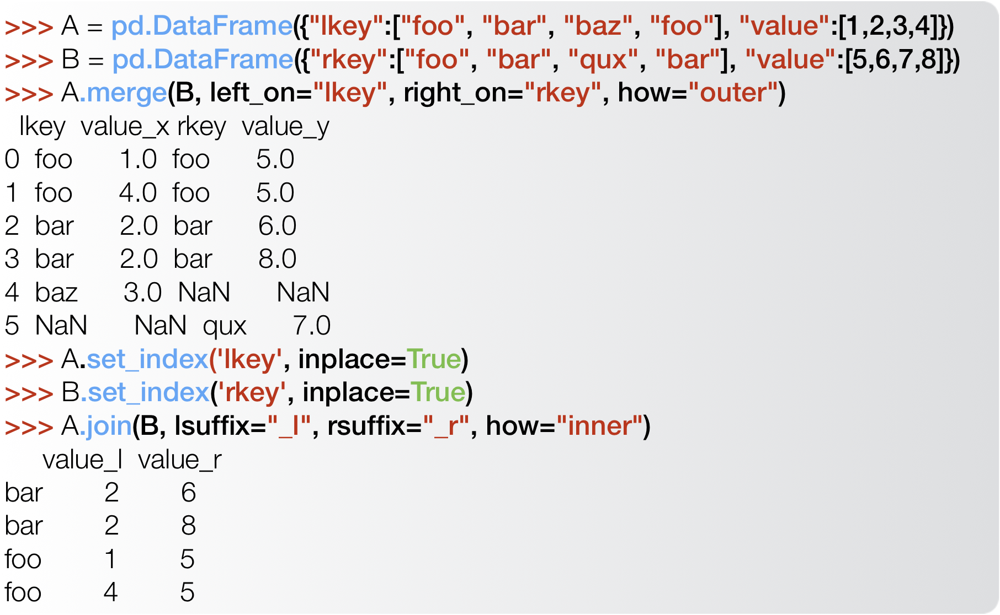 >>> A = pd.DataFrame({"lkey":["foo", "bar", "baz", "foo"], "value":[1,2,3,4]})
>>> B = pd.DataFrame({"rkey":["foo", "bar", "qux", "bar"], "value":[5,6,7,8]})
>>> A.merge(B, left_on="lkey", right_on="rkey", how="outer")
lkey value_x rkey value_y
0 foo 1.0 foo 5.0
1 foo 4.0 foo 5.0
2 bar 2.0 bar 6.0
3 bar 2.0 bar 8.0
4 baz 3.0 NaN NaN
5 NaN NaN qux 7.0
>>> A.set_index('lkey', inplace=True)
>>> B.set_index('rkey', inplace=True)
>>> A.join(B, lsuffix="_l", rsuffix="_r", how="inner")
value_l value_r
bar 2 6
bar 2 8
foo 1 5
foo 4 5